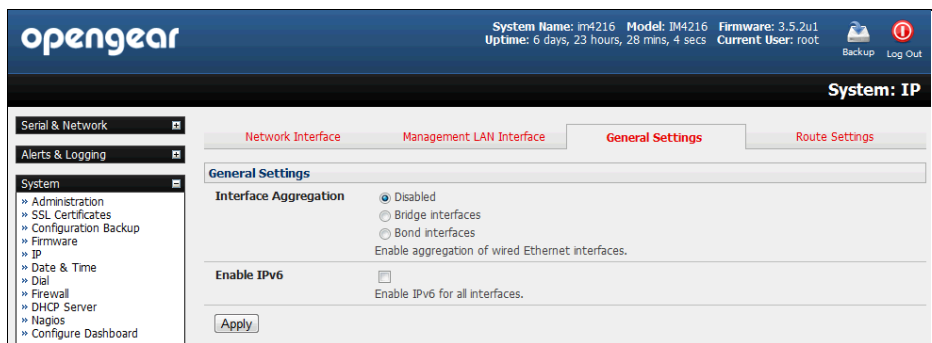 opengear
System Name: im4216 Model: IM4216 Firmware: 3.5.2u1
Uptime: 6 days, 23 hours, 28 mins, 4 secs Current User: root
Backup
Log Out
System: IP
Serial & Network
Alerts & Logging
System
» Administration
» SSL Certificates
» Configuration Backup
» Firmware
» IP
» Date & Time
» Dial
» Firewall
» DHCP Server
» Nagios
» Configure Dashboard
Network Interface
Management LAN Interface
General Settings
Route Settings
General Settings
Interface Aggregation
Disabled
Bridge interfaces
Bond interfaces
Enable aggregation of wired Ethernet interfaces.
Enable IPv6
Enable IPv6 for all interfaces.
Apply